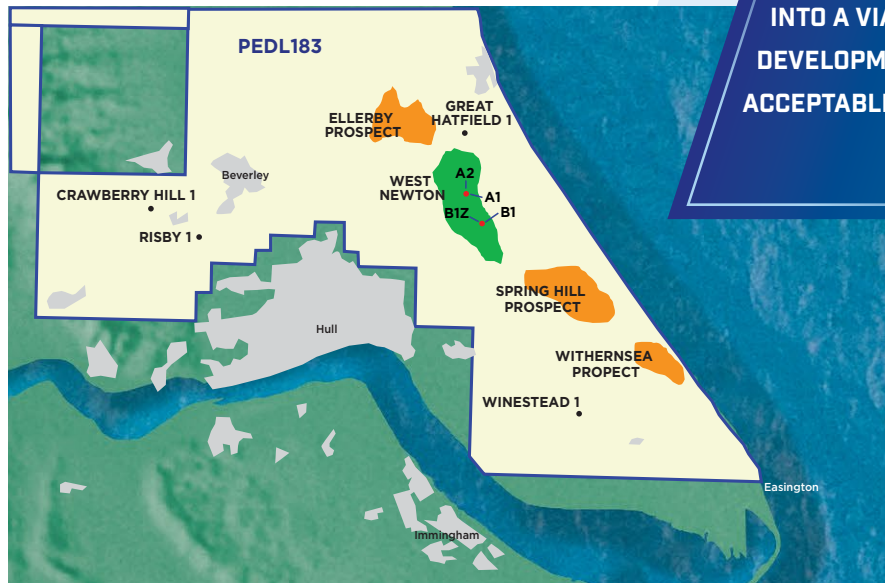 INTO A VIA
DEVELOPM
ACCEPTABLE
PEDL183
ELLERBY
PROSPECT
GREAT
HATFIELD 1
Beverley
WEST
NEWTON
A2
A1
B1Z
B1
CRAWBERRY HILL 1
RISBY 1
SPRING HILL
PROSPECT
Hull
WITHERNSEA
PROPECT
WINESTEAD 1
Easington
Immingham